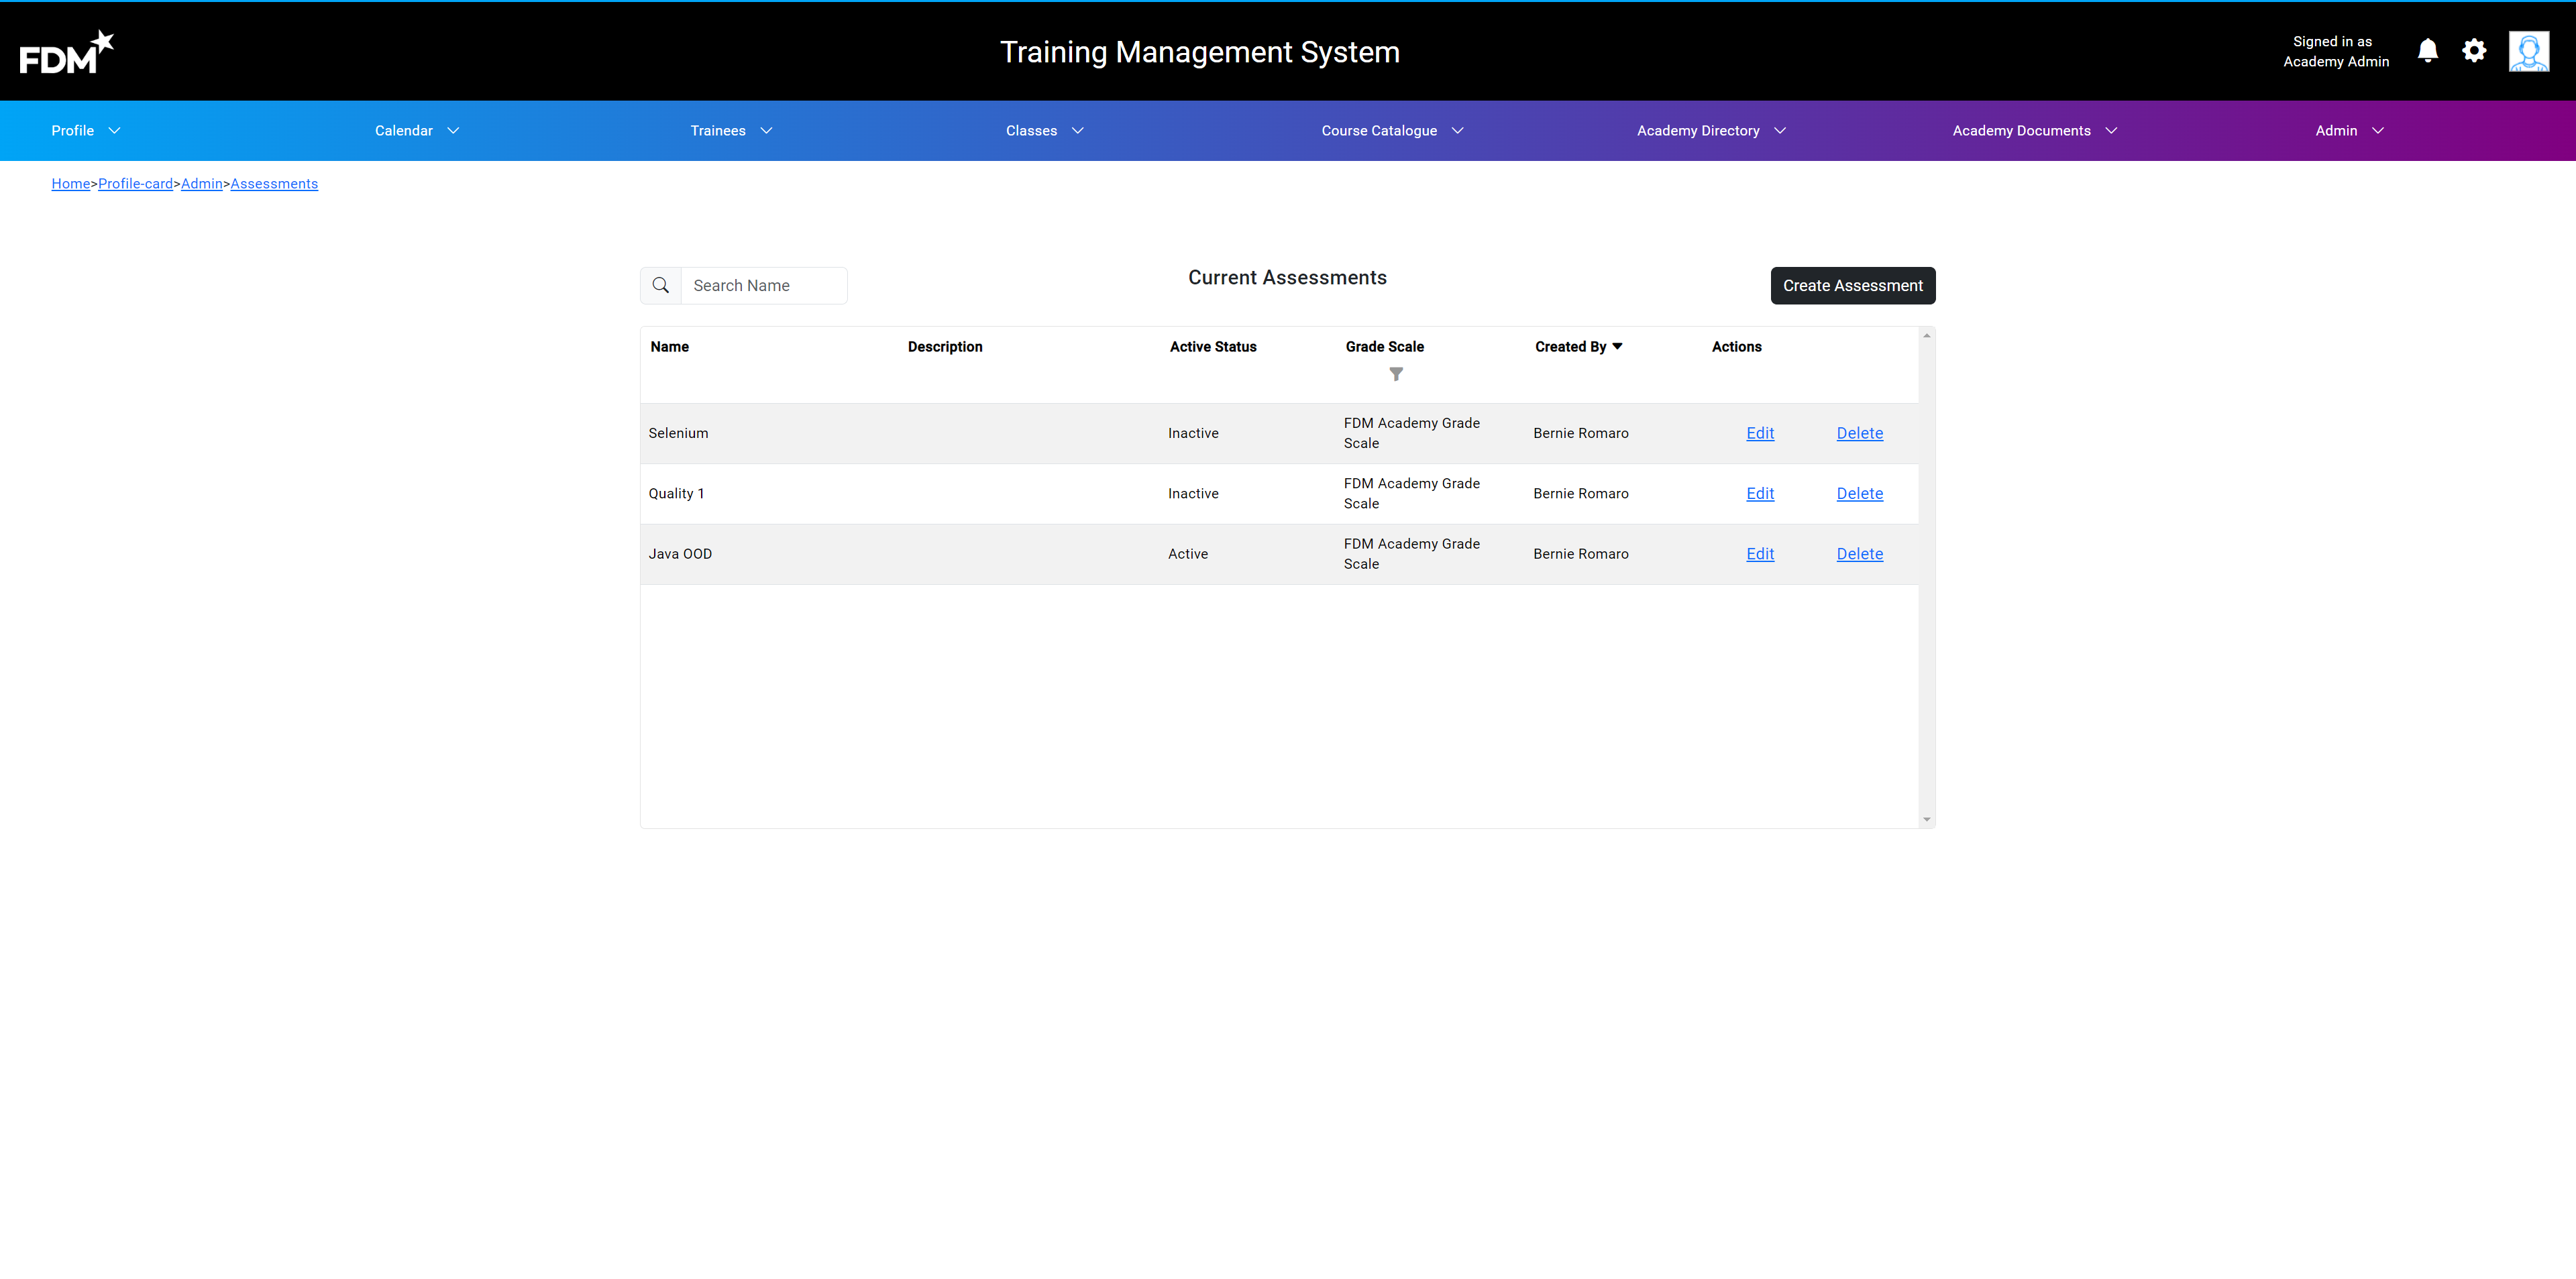 FDM
Training Management System
Signed in as
Academy Admin
Profile Calendar Trainees Classes Course Catalogue Academy Directory Academy Documents Admin
Home>Profile-card>Admin>Assessments
Search Name Current Assessments Create Assessment
Name Description Active Status Grade Scale Created By Actions
Selenium Inactive FDM Academy Grade Scale Bernie Romaro Edit Delete
Quality 1 Inactive FDM Academy Grade Scale Bernie Romaro Edit Delete
Java OOD Active FDM Academy Grade Scale Bernie Romaro Edit Delete